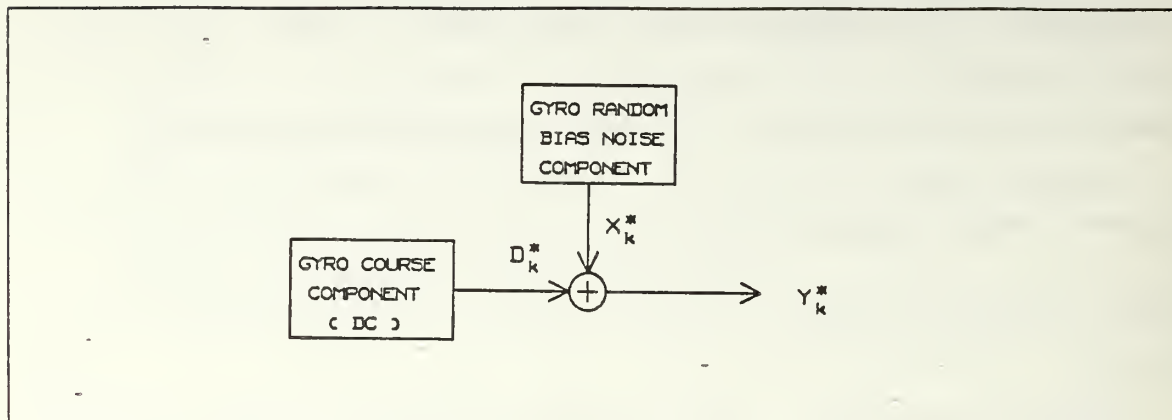 GYRO RANDOM
BIAS NOISE
COMPONENT
X*k
D*k
GYRO COURSE
COMPONENT
( DC )
+
Y*k